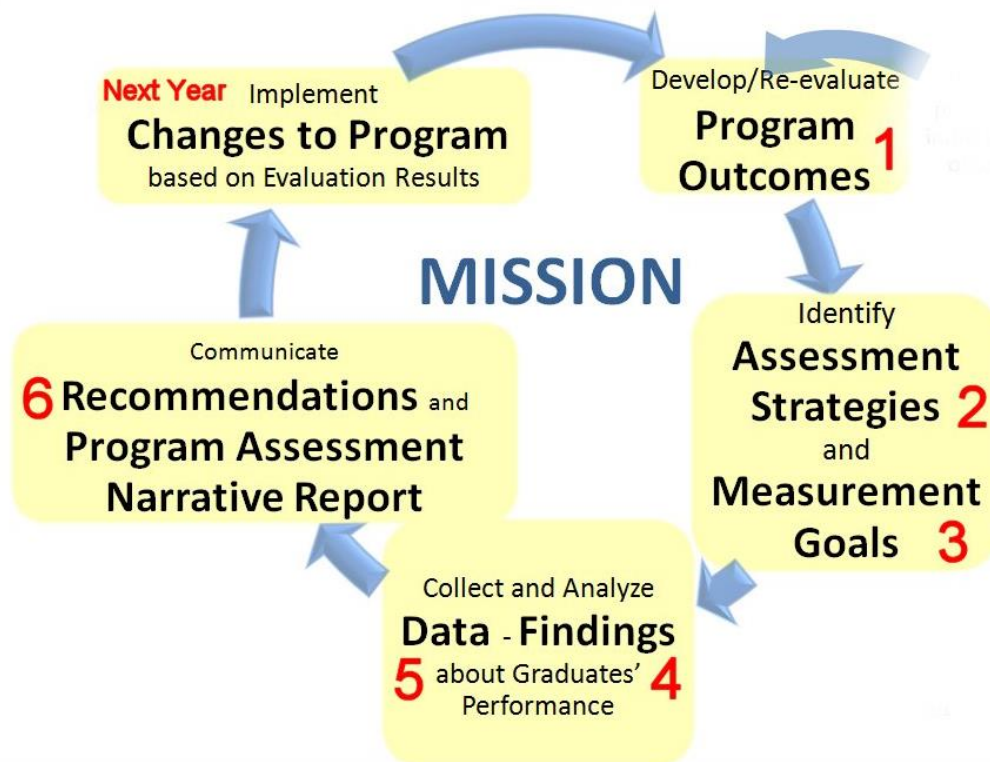 Next Year Implement
Changes to Program
based on Evaluation Results
Develop/Re-evaluate
Program
Outcomes 1
MISSION
Identify
Assessment
Strategies 2
and
Measurement
Goals 3
Collect and Analyze
Data - Findings
5 about Graduates’ 4
Performance
Communicate
6 Recommendations and
Program Assessment
Narrative Report